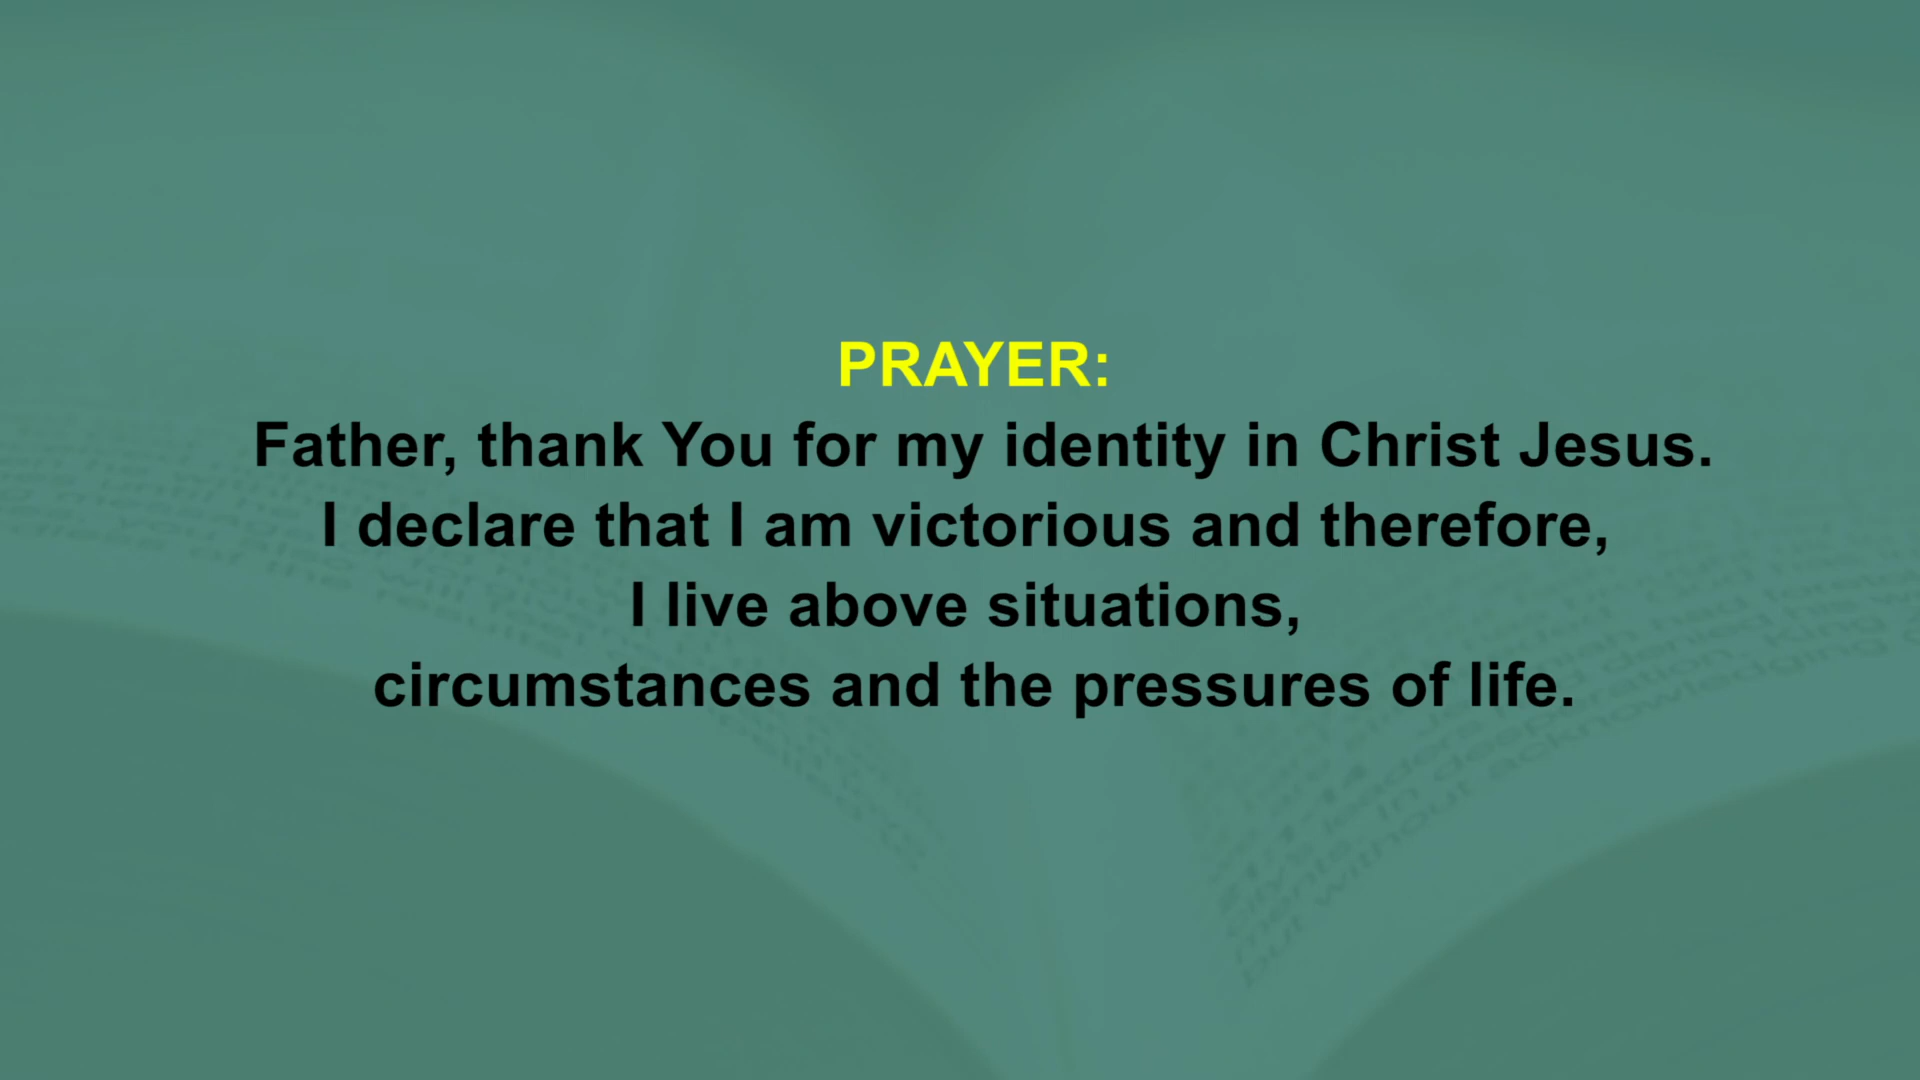 PRAYER:
Father, thank You for my identity in Christ Jesus.
I declare that I am victorious and therefore,
I live above situations,
circumstances and the pressures of life.